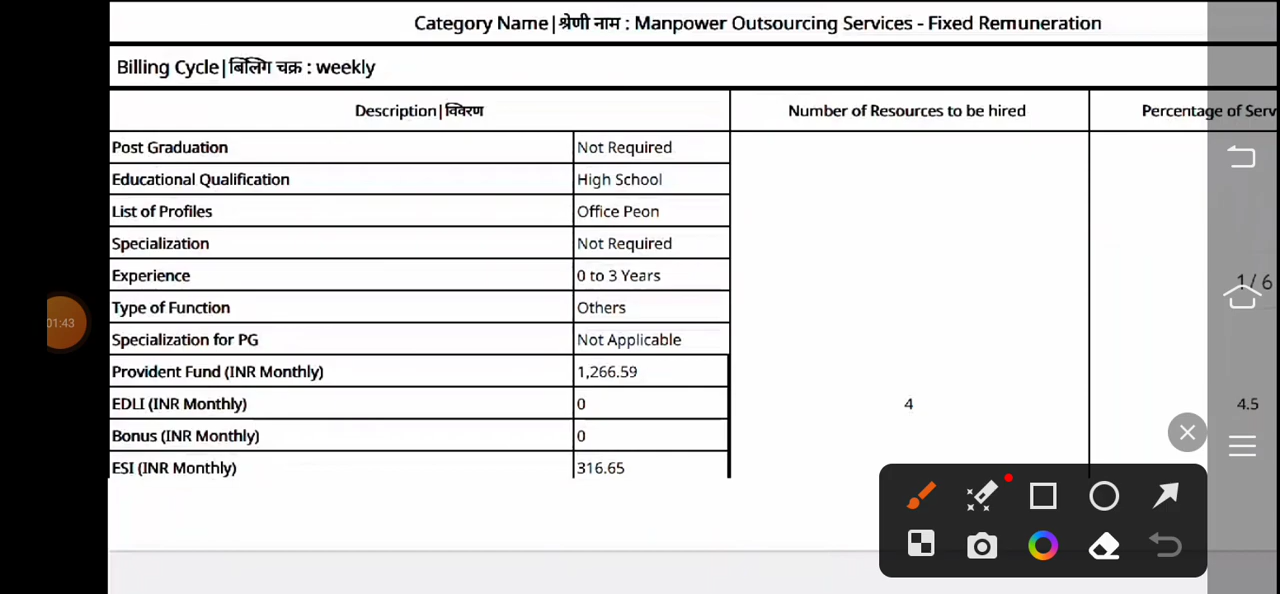 Category Name|श्रेणी नाम : Manpower Outsourcing Services - Fixed Remuneration
Billing Cycle|बिलिंग चक्र : weekly
Description|विवरण Number of Resources to be hired Percentage of Serv
Post Graduation Not Required
Educational Qualification High School
List of Profiles Office Peon
Specialization Not Required
Experience 0 to 3 Years
1/6
Type of Function Others
01:43
Specialization for PG Not Applicable
Provident Fund (INR Monthly) 1,266.59
EDLI (INR Monthly) 0 4 4.5
Bonus (INR Monthly) 0
ESI (INR Monthly) 316.65